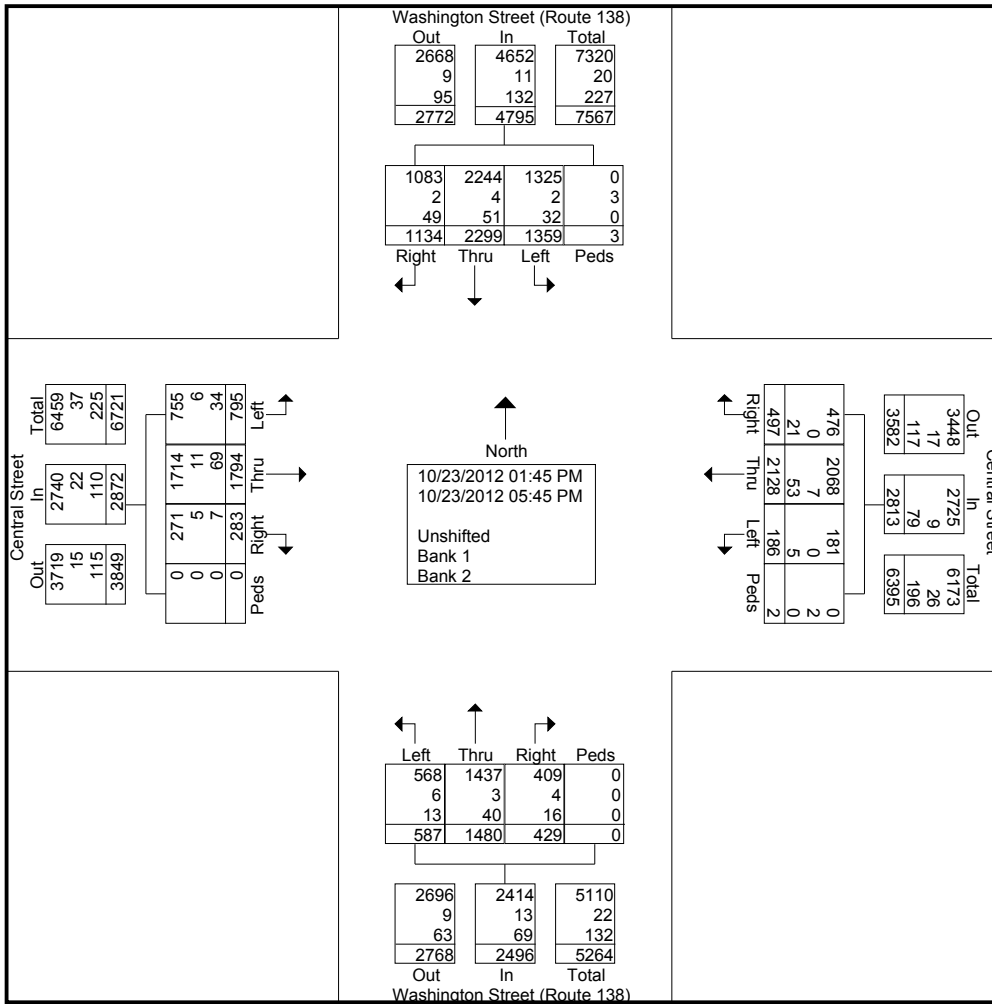 Washington Street (Route 138)
Out In Total
2668 4652 7320
9 11 20
95 132 227
2772 4795 7567
1083 2244 1325 0
2 4 2 3
49 51 32 0
1134 2299 1359 3
Right Thru Left Peds
Central Street
Total In Out
6459 2740 3719
37 22 15
225 110 115
6721 2872 3849
755 1714 271 0
6 11 5 0
34 69 7 0
795 1794 283 0
Left Thru Right Peds
North
10/23/2012 01:45 PM
10/23/2012 05:45 PM
Unshifted
Bank 1
Bank 2
Right Thru Left Peds
476 2068 181 0
0 7 0 2
21 53 5 0
497 2128 186 2
Central Street
Out In Total
3448 2725 6173
17 9 26
117 79 196
3582 2813 6395
Left Thru Right Peds
568 1437 409 0
6 3 4 0
13 40 16 0
587 1480 429 0
2696 2414 5110
9 13 22
63 69 132
2768 2496 5264
Out In Total
Washington Street (Route 138)